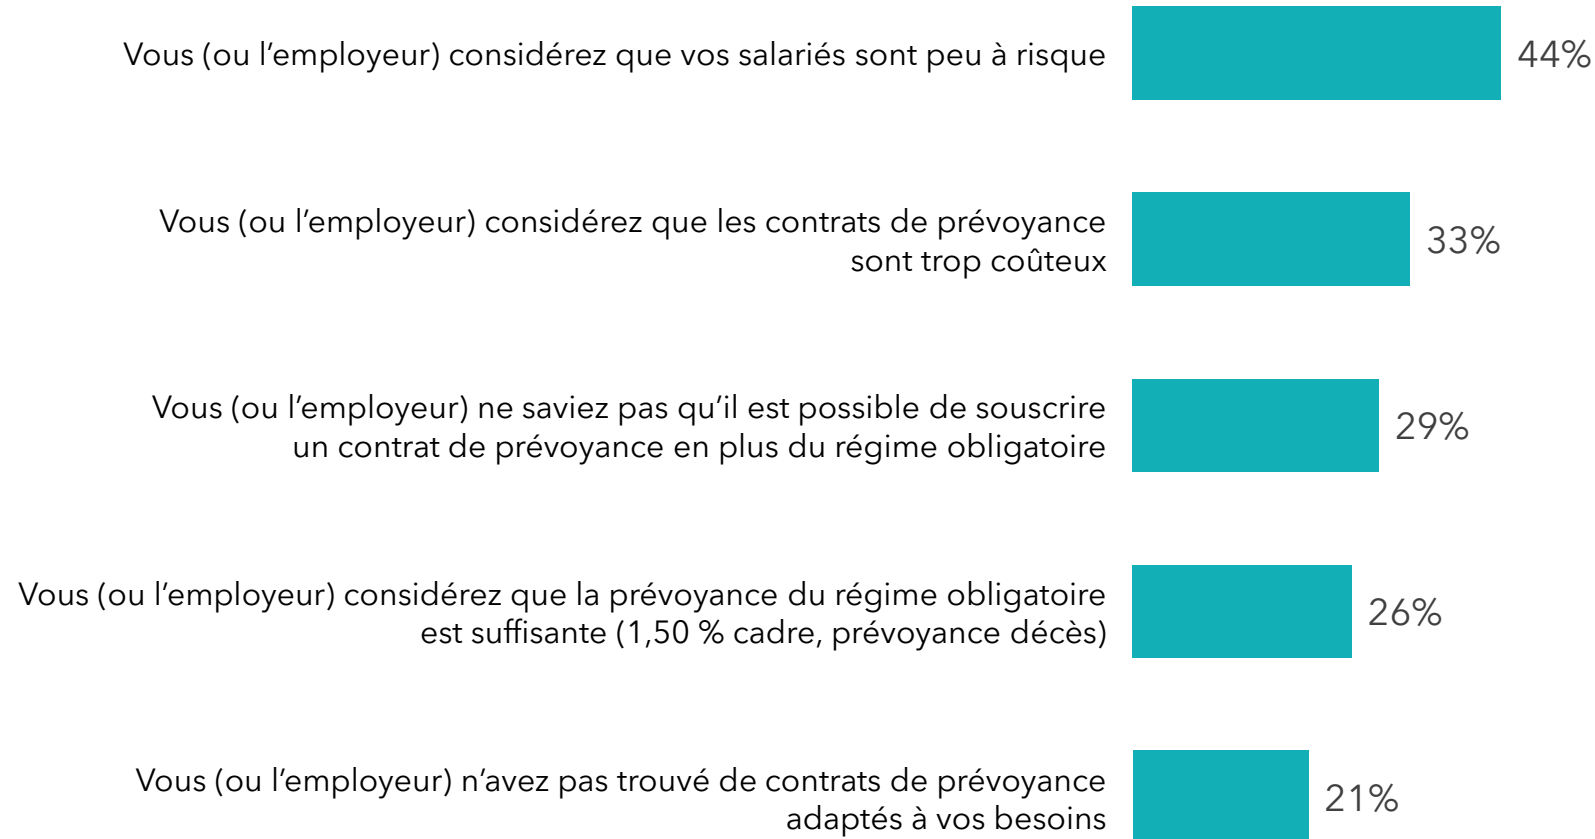 Vous (ou l’employeur) considérez que vos salariés sont peu à risque
44%
Vous (ou l’employeur) considérez que les contrats de prévoyance
sont trop coûteux
33%
Vous (ou l’employeur) ne saviez pas qu’il est possible de souscrire
un contrat de prévoyance en plus du régime obligatoire
29%
Vous (ou l’employeur) considérez que la prévoyance du régime obligatoire
est suffisante (1,50 % cadre, prévoyance décès)
26%
Vous (ou l’employeur) n’avez pas trouvé de contrats de prévoyance
adaptés à vos besoins
21%